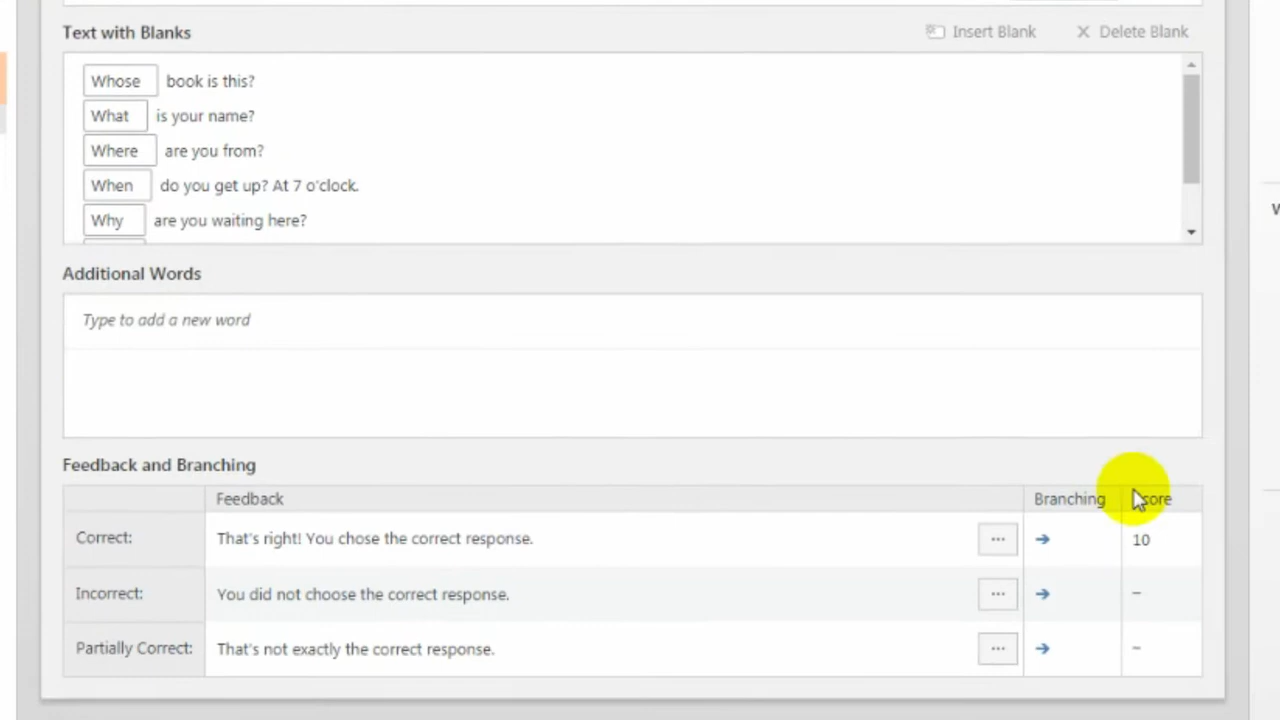 Text with Blanks
Insert Blank
Delete Blank
Whose book is this?
What is your name?
Where are you from?
When do you get up? At 7 o'clock.
Why are you waiting here?
Additional Words
Type to add a new word
Feedback and Branching
Feedback Branching
Correct: That's right! You chose the correct response. ... 10
Incorrect: You did not choose the correct response. ... –
Partially Correct: That's not exactly the correct response. ... –